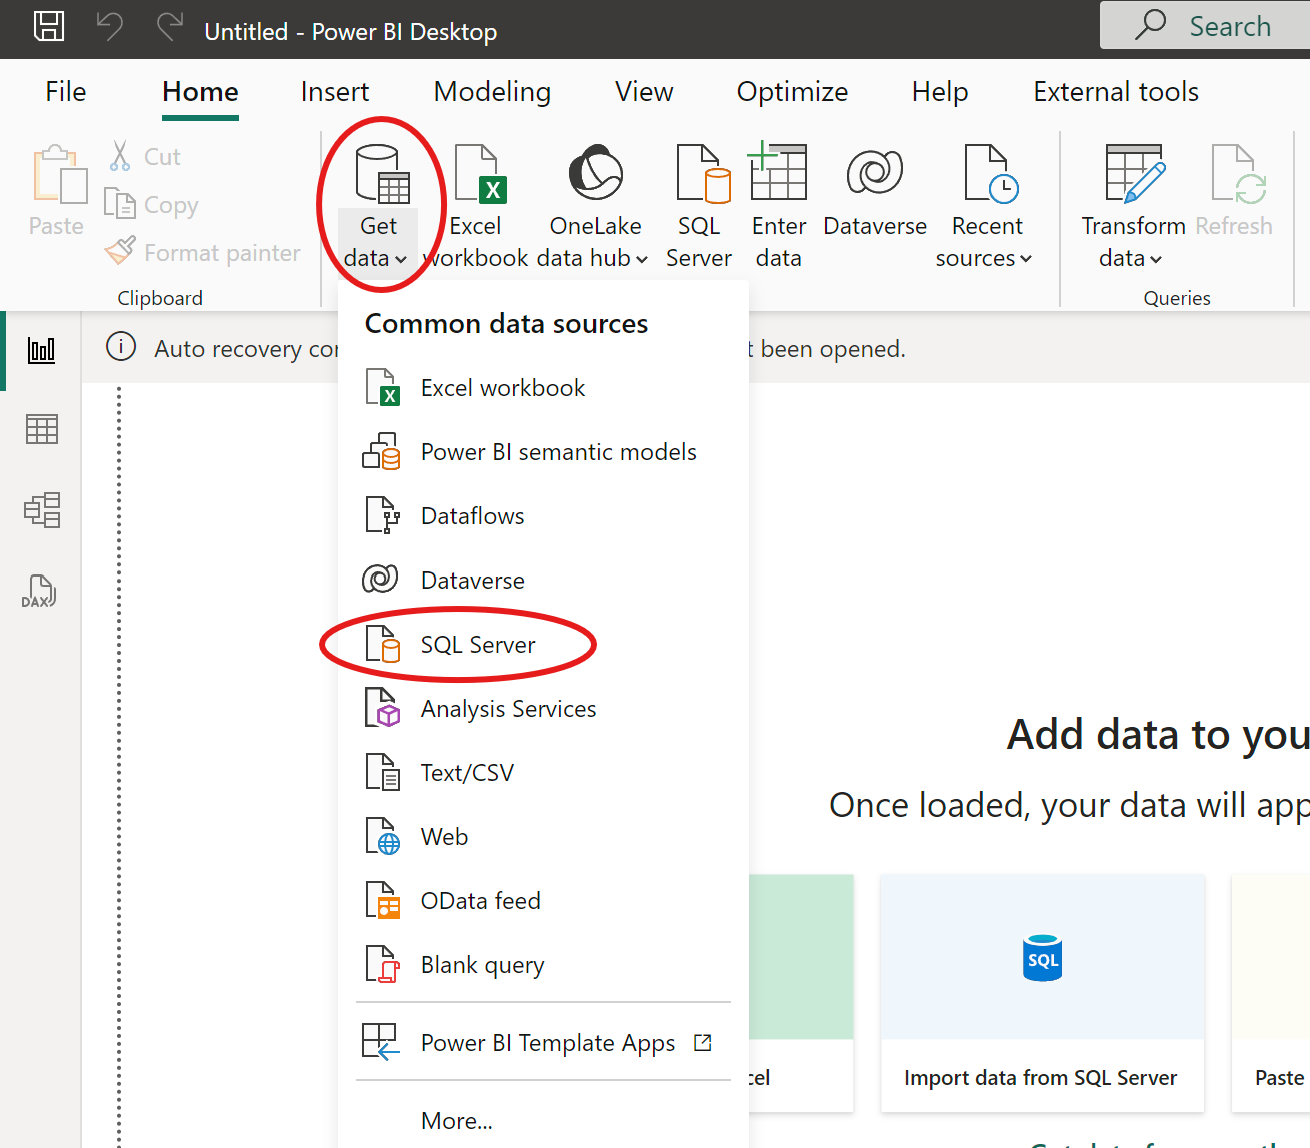 Untitled - Power BI Desktop
Search
File Home Insert Modeling View Optimize Help External tools
Paste
Cut
Copy
Format painter
Clipboard
Get
data
Excel
workbook
OneLake
data hub
SQL
Server
Enter
data
Dataverse
Recent
sources
Transform
data
Refresh
Queries
Auto recovery
been opened.
DAX
Common data sources
Excel workbook
Power BI semantic models
Dataflows
Dataverse
SQL Server
Analysis Services
Text/CSV
Web
OData feed
Blank query
Power BI Template Apps
More...
Add data to you
Once loaded, your data will app
SQL
Import data from SQL Server
Paste